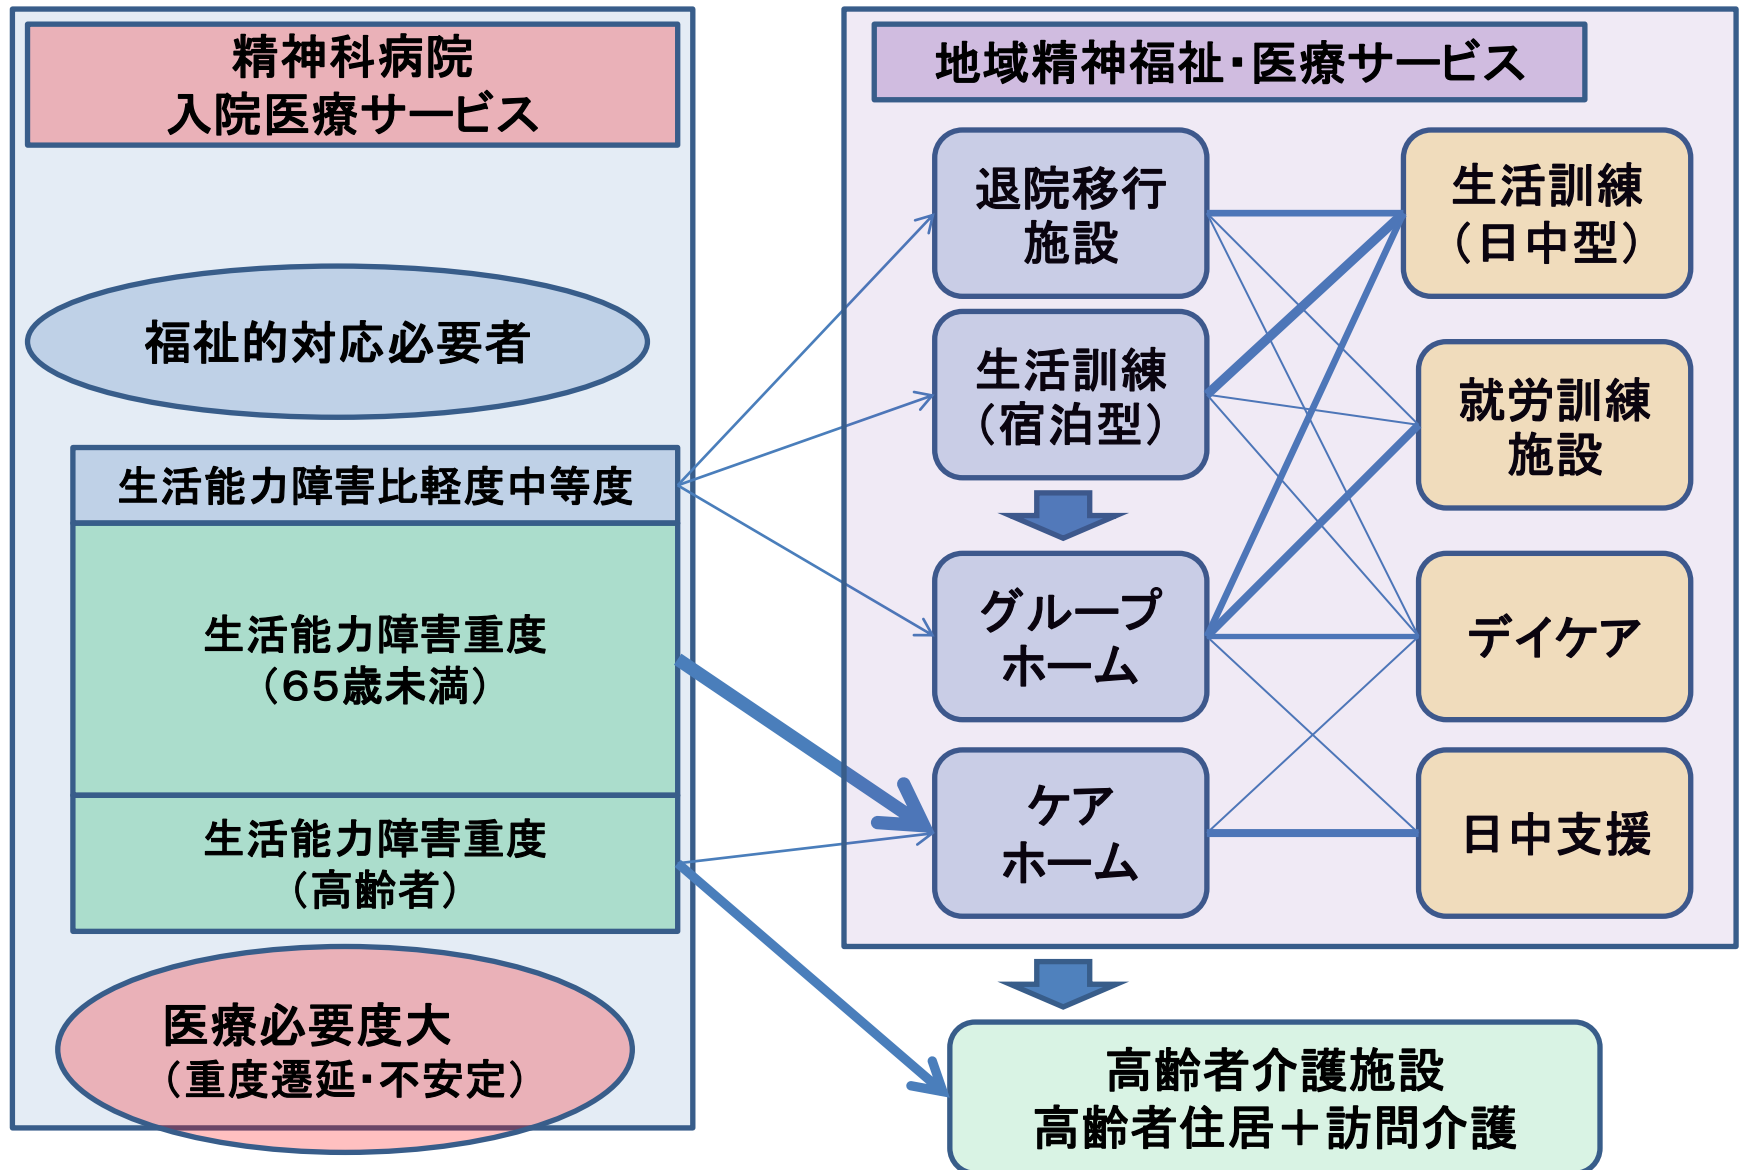 精神科病院
入院医療サービス
福祉的対応必要者
生活能力障害比軽度中等度
生活能力障害重度
（６５歳未満）
生活能力障害重度
（高齢者）
医療必要度大
（重度遷延・不安定）
地域精神福祉・医療サービス
退院移行
施設
生活訓練
（宿泊型）
グループ
ホーム
ケア
ホーム
生活訓練
（日中型）
就労訓練
施設
デイケア
日中支援
高齢者介護施設
高齢者住居＋訪問介護